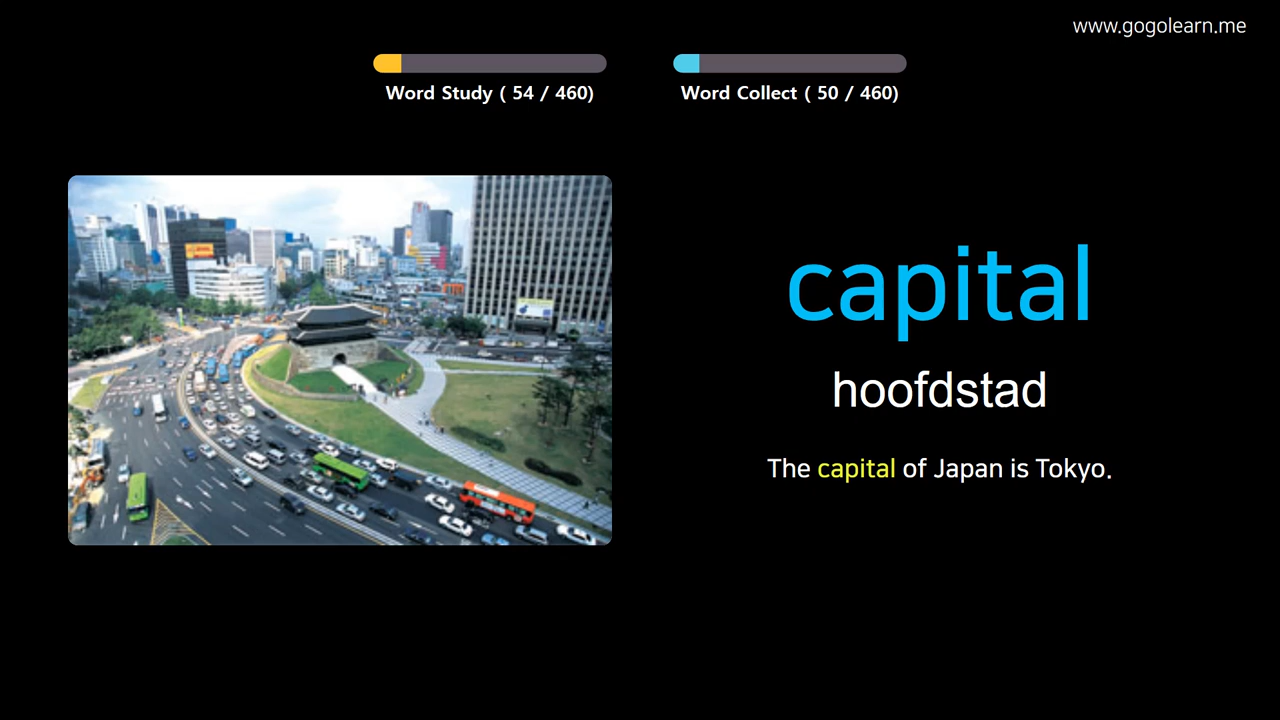 www.gogolearn.me
Word Study ( 54 / 460)
Word Collect ( 50 / 460)
capital
hoofdstad
The capital of Japan is Tokyo.